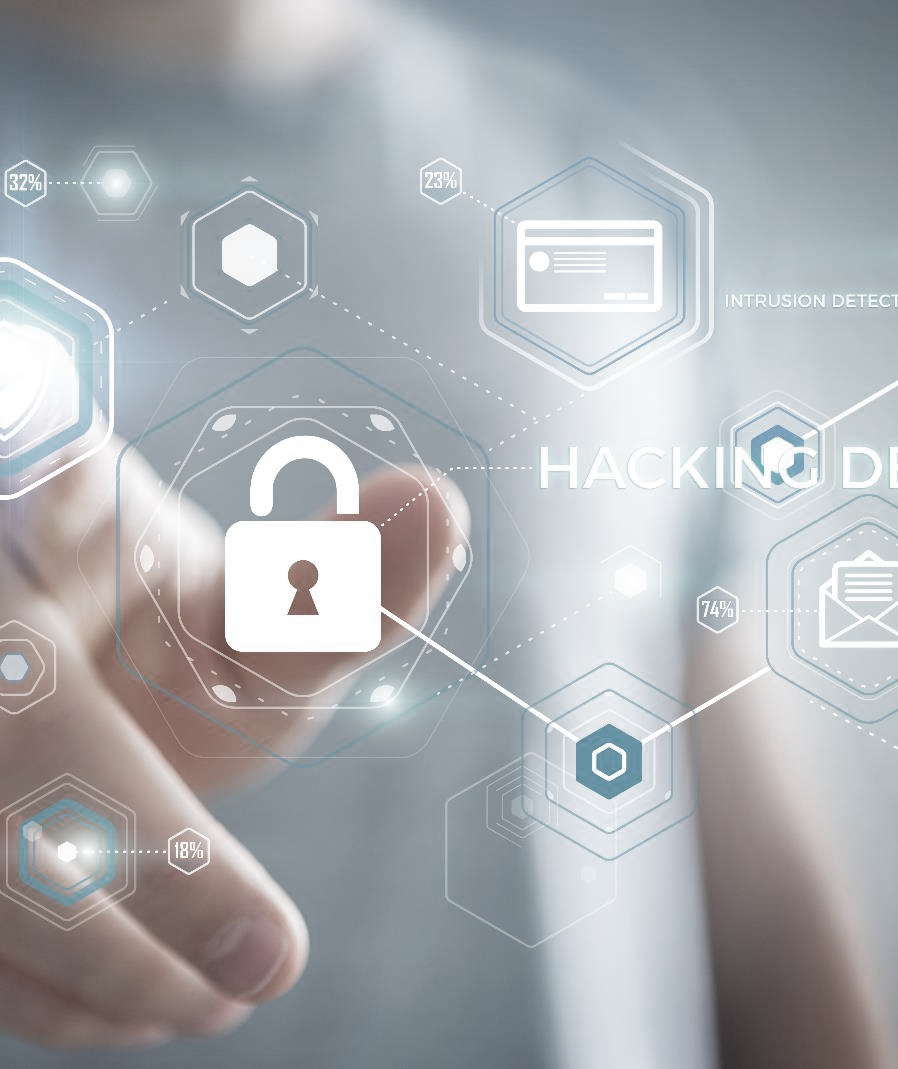 32%
23%
INTRUSION DETECT
HACKING DE
74%
18%